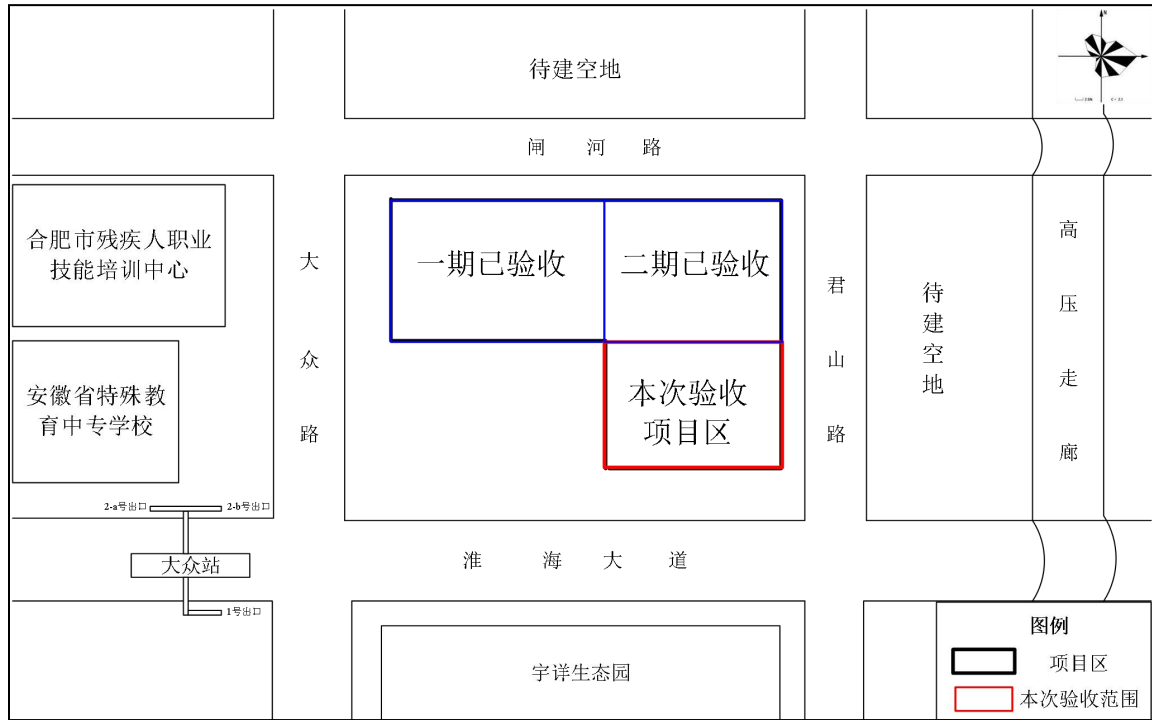 待建空地
N
闸河路
合肥市残疾人职业
技能培训中心
大众路
一期已验收
二期已验收
君山路
待建空地
高压走廊
安徽省特殊教
育中专学校
本次验收
项目区
2-a号出口
2-b号出口
大众站
1号出口
淮海大道
宇详生态园
图例
项目区
本次验收范围